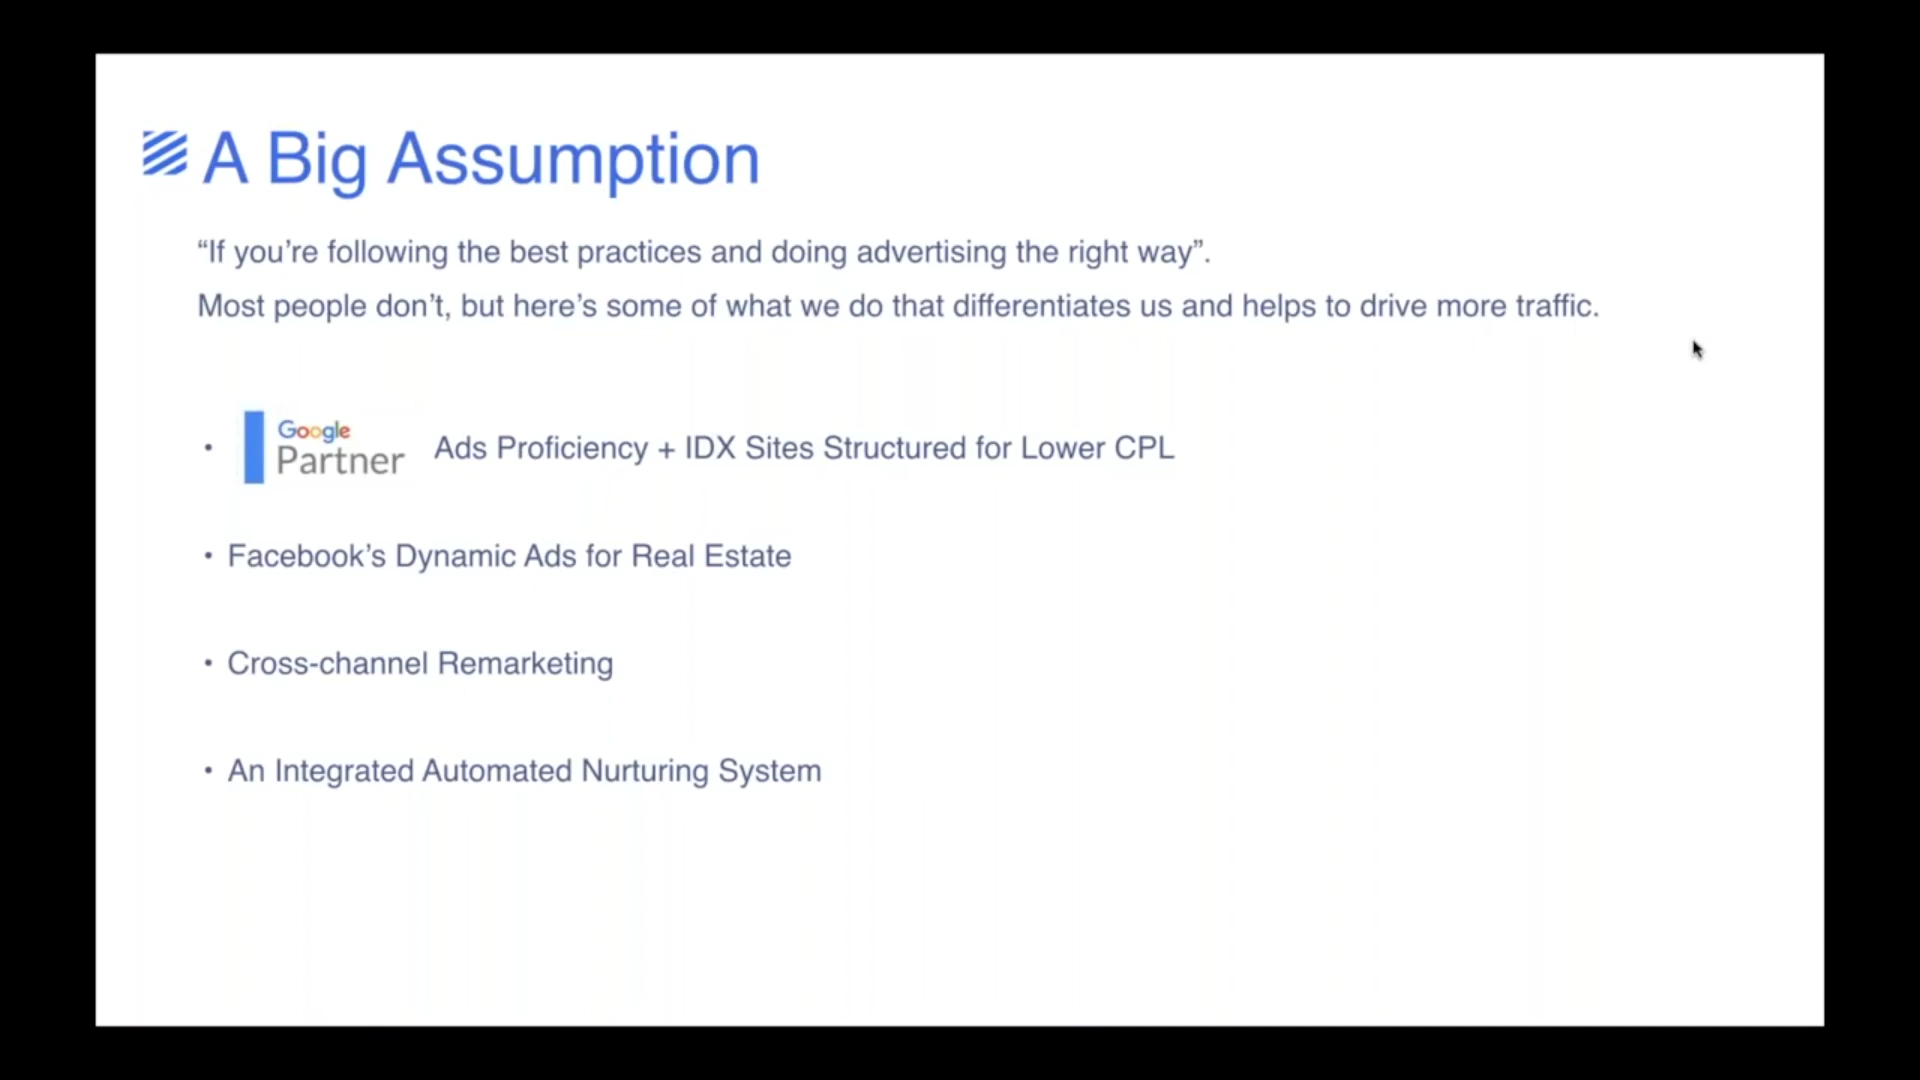 A Big Assumption
“If you’re following the best practices and doing advertising the right way”.
Most people don’t, but here’s some of what we do that differentiates us and helps to drive more traffic.
• Google Partner Ads Proficiency + IDX Sites Structured for Lower CPL
• Facebook’s Dynamic Ads for Real Estate
• Cross-channel Remarketing
• An Integrated Automated Nurturing System